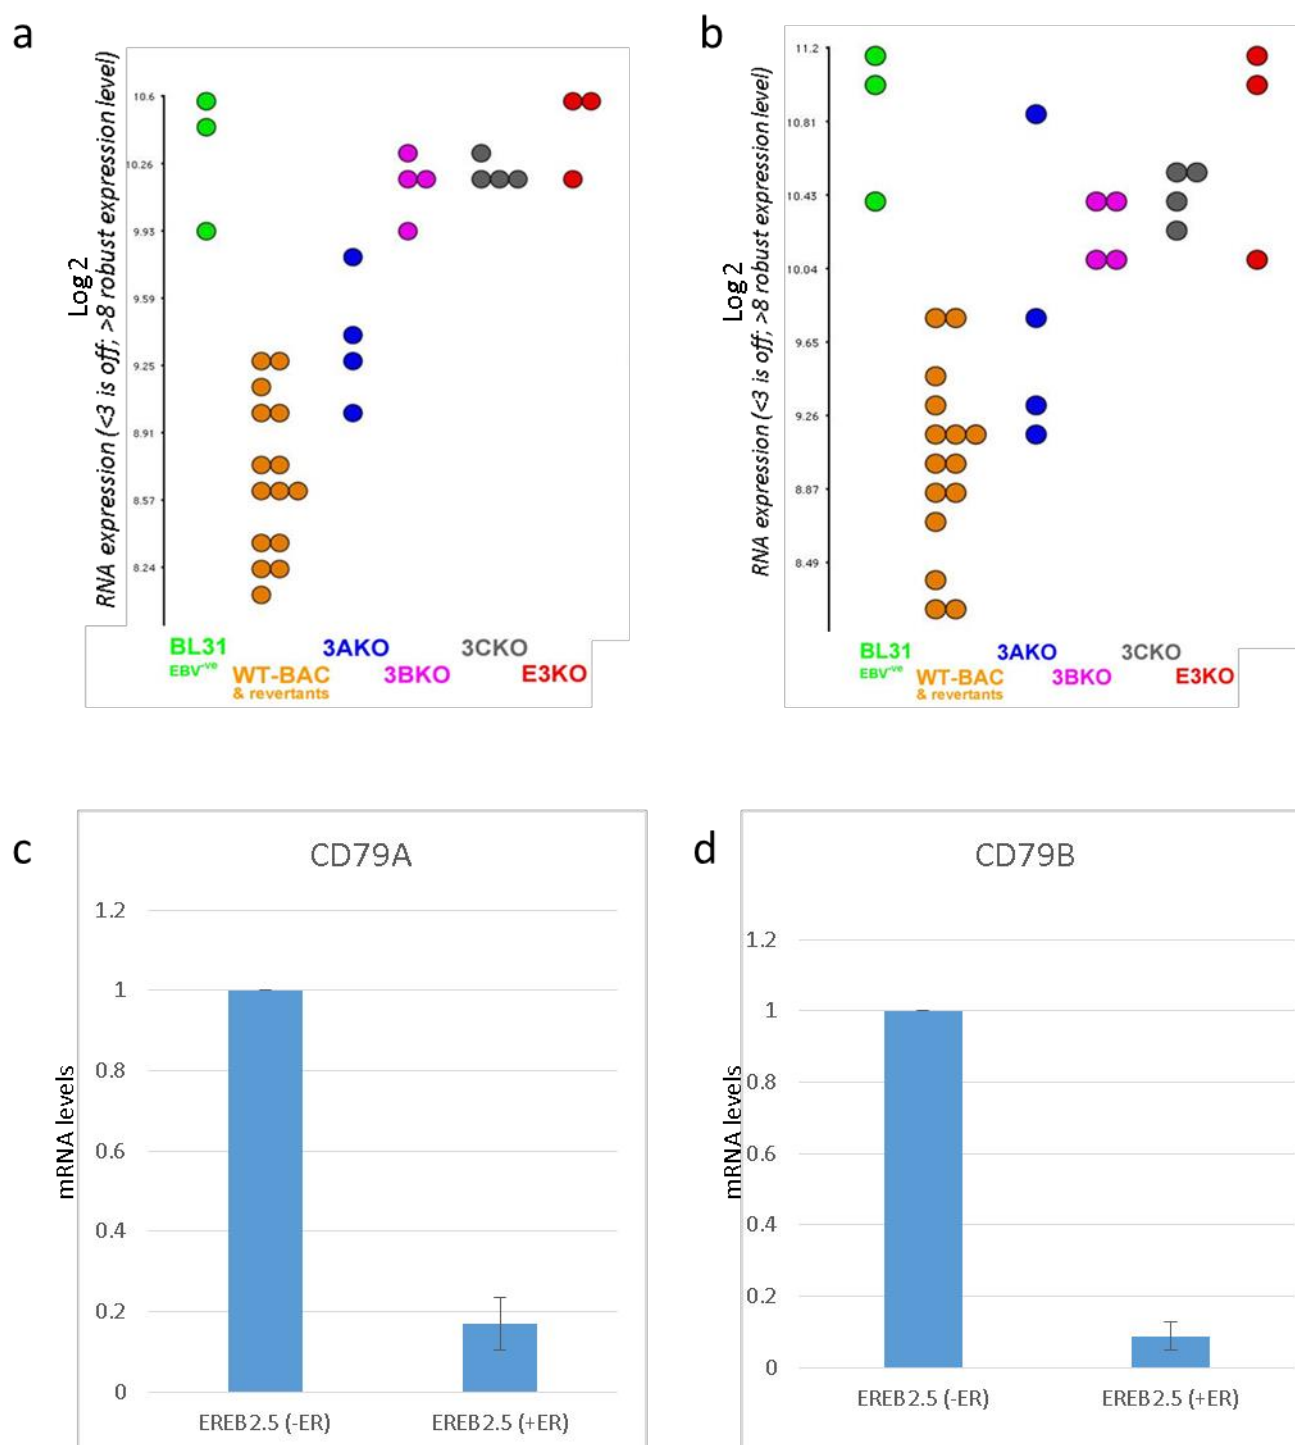 a
Log 2
RNA expression (<3 is off; >8 robust expression level)
10.6
10.26
9.93
9.59
9.25
8.91
8.57
8.24
BL31
EBV-ve
WT-BAC
& revertants
3AKO
3BKO
3CKO
E3KO
b
Log 2
RNA expression (<3 is off; >8 robust expression level)
11.2
10.81
10.43
10.04
9.65
9.26
8.87
8.49
BL31
EBV-ve
WT-BAC
& revertants
3AKO
3BKO
3CKO
E3KO
c
CD79A
mRNA levels
1.2
1
0.8
0.6
0.4
0.2
0
EREB2.5 (-ER)
EREB2.5 (+ER)
d
CD79B
mRNA levels
1.2
1
0.8
0.6
0.4
0.2
0
EREB2.5 (-ER)
EREB2.5 (+ER)